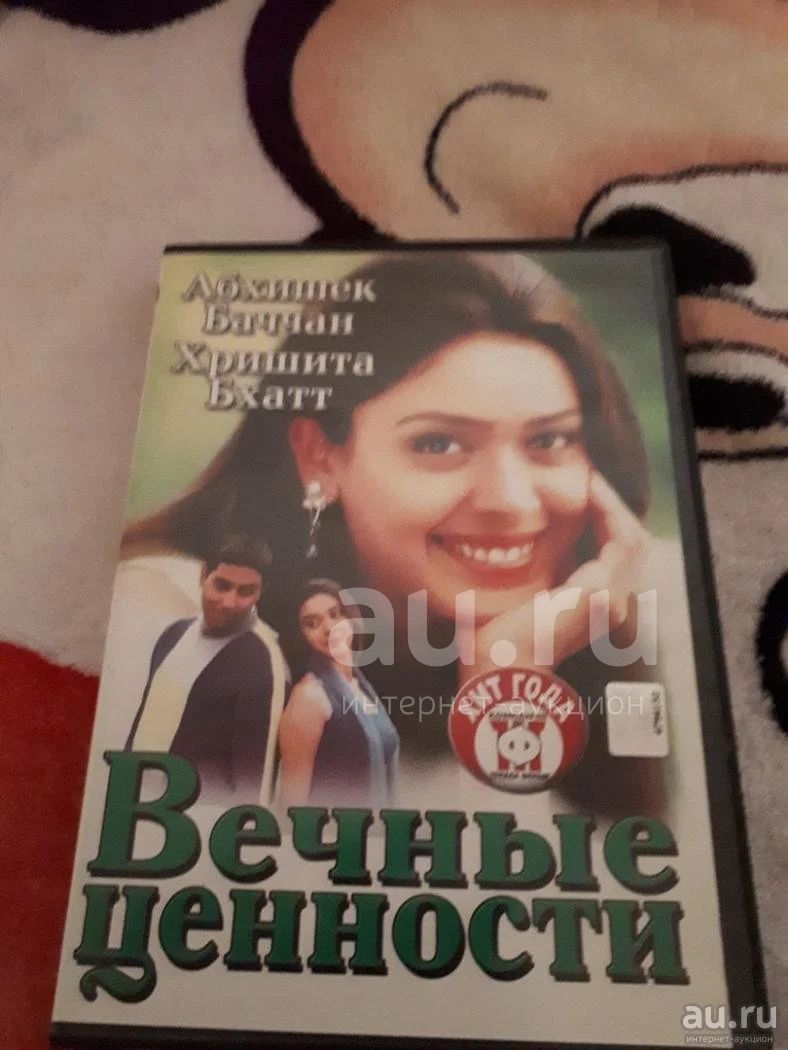 Абхишек
Баччан
Хришита
Бхатт
au.ru
интернет-аукцион
ХИТ ГОДА
Вечные
ценности
au.ru
интернет-аукцион